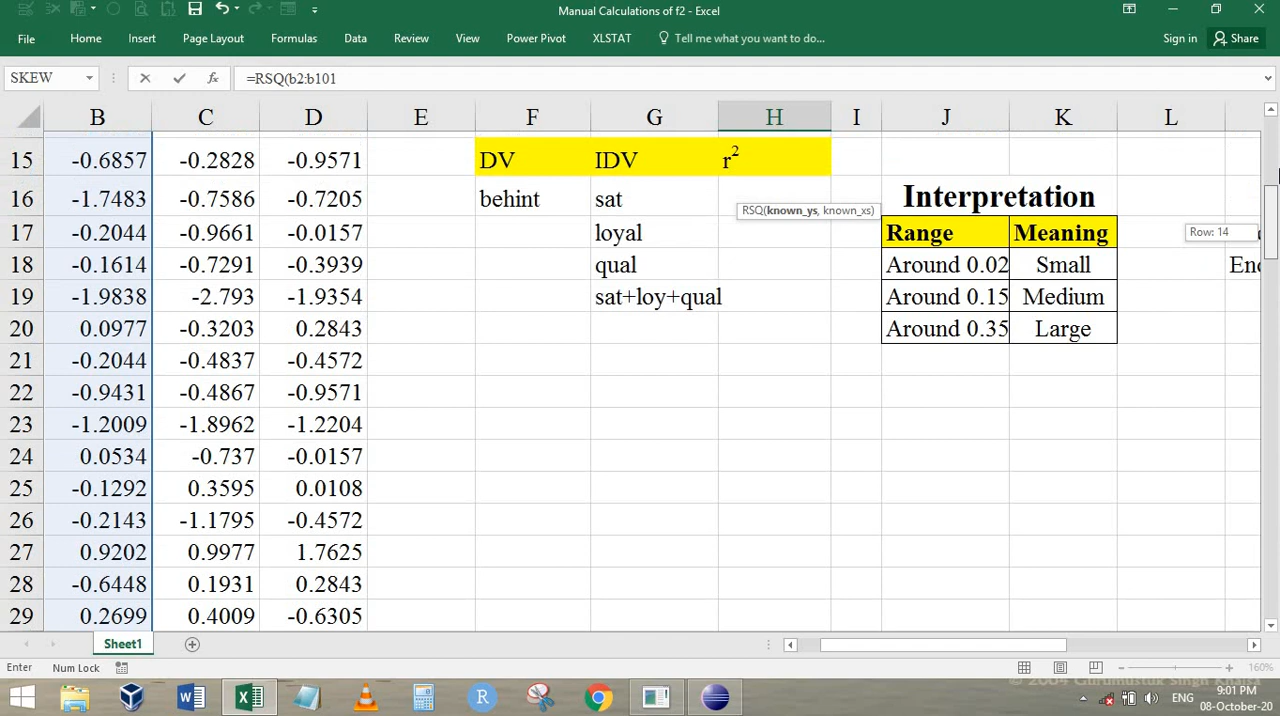 Manual Calculations of f2 - Excel
File Home Insert Page Layout Formulas Data Review View Power Pivot XLSTAT Tell me what you want to do... Sign in Share
SKEW fx =RSQ(b2:b101
B C D E F G H I J K L
15 -0.6857 -0.2828 -0.9571 DV IDV r2
16 -1.7483 -0.7586 -0.7205 behint sat Interpretation
RSQ(known_ys, known_xs)
17 -0.2044 -0.9661 -0.0157 loyal Range Meaning Row: 14
18 -0.1614 -0.7291 -0.3939 qual Around 0.02 Small
19 -1.9838 -2.793 -1.9354 sat+loy+qual Around 0.15 Medium
20 0.0977 -0.3203 0.2843 Around 0.35 Large
21 -0.2044 -0.4837 -0.4572
22 -0.9431 -0.4867 -0.9571
23 -1.2009 -1.8962 -1.2204
24 0.0534 -0.737 -0.0157
25 -0.1292 0.3595 0.0108
26 -0.2143 -1.1795 -0.4572
27 0.9202 0.9977 1.7625
28 -0.6448 0.1931 0.2843
29 0.2699 0.4009 -0.6305
Sheet1
Enter Num Lock 160%
© 2004 Gurumustuk Singh Khalsa
ENG 9:01 PM
08-October-20